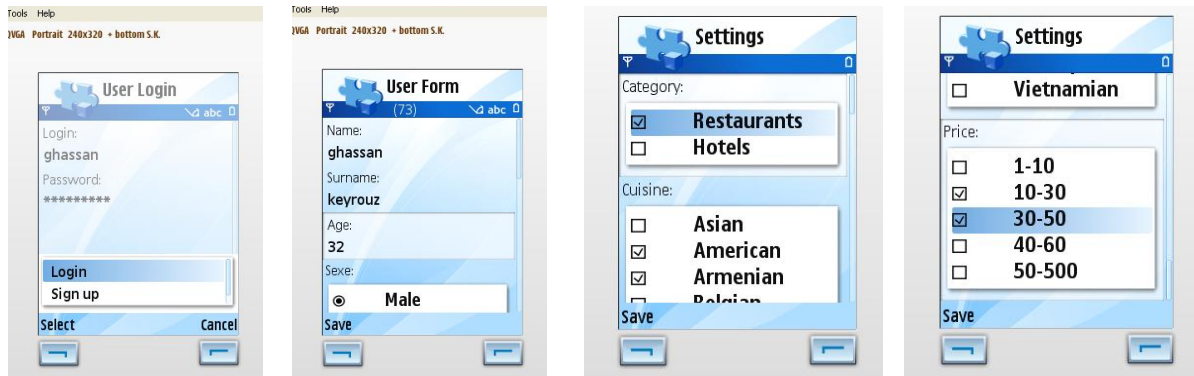 Tools Help
QVGA Portrait 240x320 + bottom S.K.
User Login
abc
Login:
ghassan
Password:
*********
Login
Sign up
Select Cancel
Tools Help
QVGA Portrait 240x320 + bottom S.K.
User Form
(73) abc
Name:
ghassan
Surname:
keyrouz
Age:
32
Sexe:
Male
Save
Settings
Category:
Restaurants
Hotels
Cuisine:
Asian
American
Armenian
Belgian
Save
Settings
Vietnamian
Price:
1-10
10-30
30-50
40-60
50-500
Save